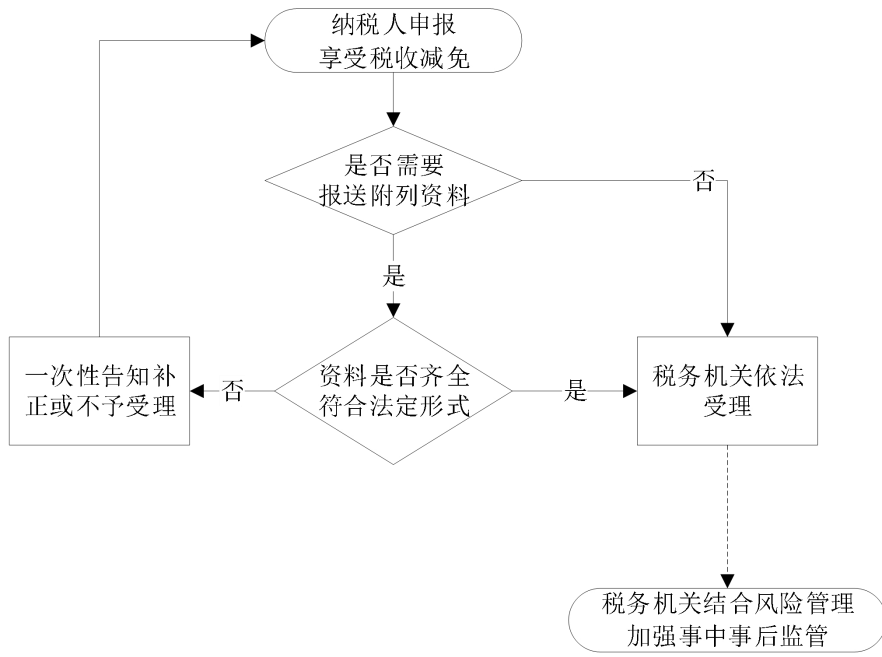 纳税人申报
享受税收减免
是否需要
报送附列资料
否
是
一次性告知补
正或不予受理
否
资料是否齐全
符合法定形式
是
税务机关依法
受理
税务机关结合风险管理
加强事中事后监管